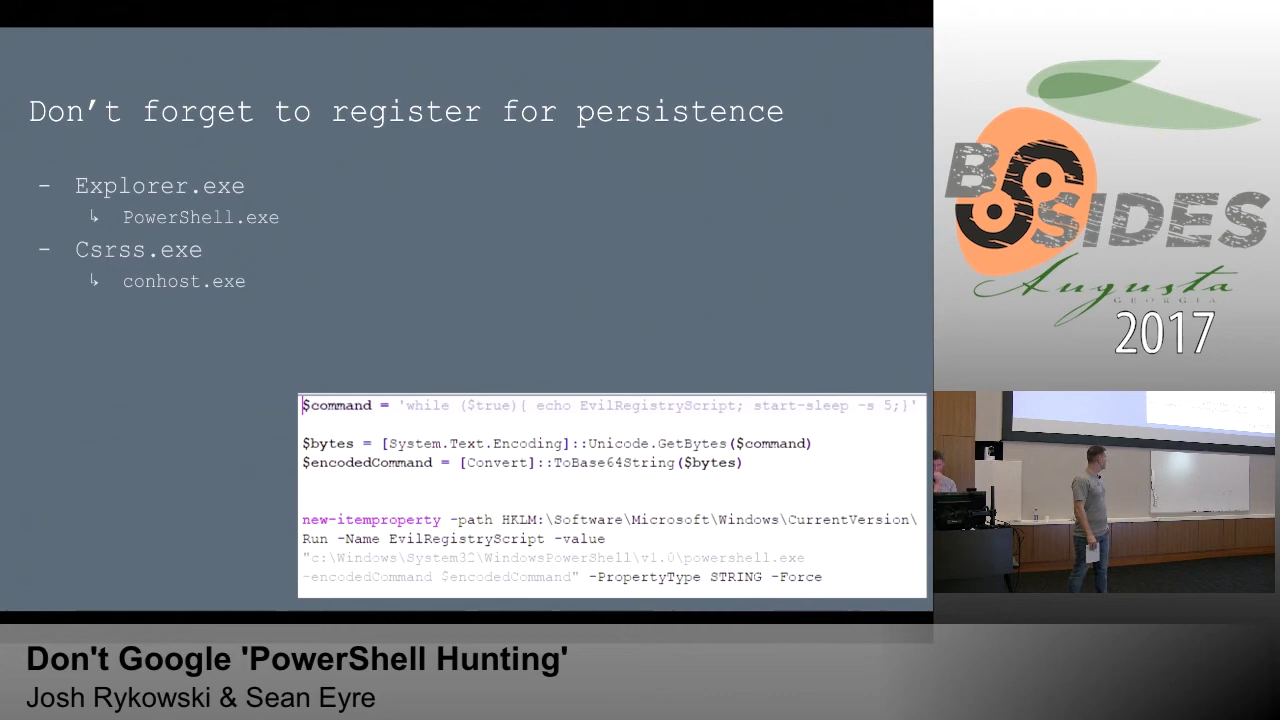 Don't forget to register for persistence
- Explorer.exe
↳ PowerShell.exe
- Csrss.exe
↳ conhost.exe
$command = 'while ($true){ echo EvilRegistryScript; start-sleep -s 5;}'
$bytes = [System.Text.Encoding]::Unicode.GetBytes($command)
$encodedCommand = [Convert]::ToBase64String($bytes)
new-itemproperty -path HKLM:\Software\Microsoft\Windows\CurrentVersion\
Run -Name EvilRegistryScript -value
"c:\Windows\System32\WindowsPowerShell\v1.0\powershell.exe
-encodedCommand $encodedCommand" -PropertyType STRING -Force
BSIDES
Augusta
GEORGIA
2017
Don't Google 'PowerShell Hunting'
Josh Rykowski & Sean Eyre